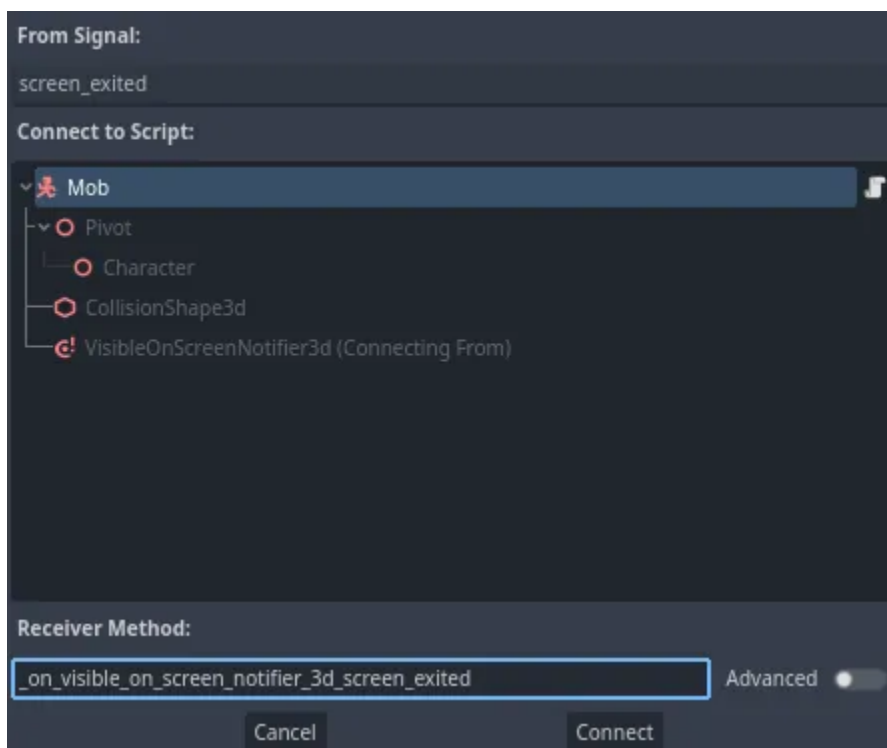 From Signal:
screen_exited
Connect to Script:
Mob
Pivot
Character
CollisionShape3d
VisibleOnScreenNotifier3d (Connecting From)
Receiver Method:
_on_visible_on_screen_notifier_3d_screen_exited
Advanced
Cancel
Connect